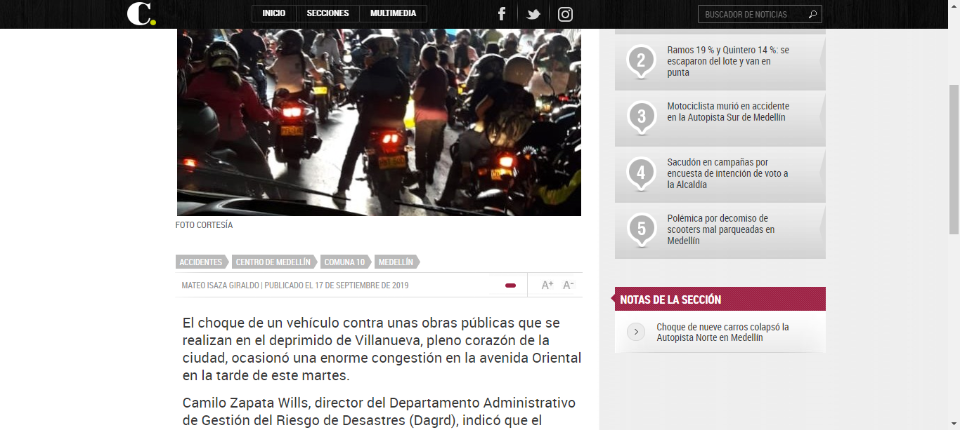 C.
INICIO
SECCIONES
MULTIMEDIA
BUSCADOR DE NOTICIAS
FOTO CORTESÍA
ACCIDENTES
CENTRO DE MEDELLÍN
COMUNA 10
MEDELLÍN
MATEO ISAZA GIRALDO | PUBLICADO EL 17 DE SEPTIEMBRE DE 2019
A+
A-
El choque de un vehículo contra unas obras públicas que se
realizan en el deprimido de Villanueva, pleno corazón de la
ciudad, ocasionó una enorme congestión en la avenida Oriental
en la tarde de este martes.
Camilo Zapata Wills, director del Departamento Administrativo
de Gestión del Riesgo de Desastres (Dagrd), indicó que el
2
Ramos 19 % y Quintero 14 %: se
escaparon del lote y van en
punta
3
Motociclista murió en accidente
en la Autopista Sur de Medellín
4
Sacudón en campañas por
encuesta de intención de voto a
la Alcaldía
5
Polémica por decomiso de
scooters mal parqueadas en
Medellín
NOTAS DE LA SECCIÓN
Choque de nueve carros colapsó la
Autopista Norte en Medellín